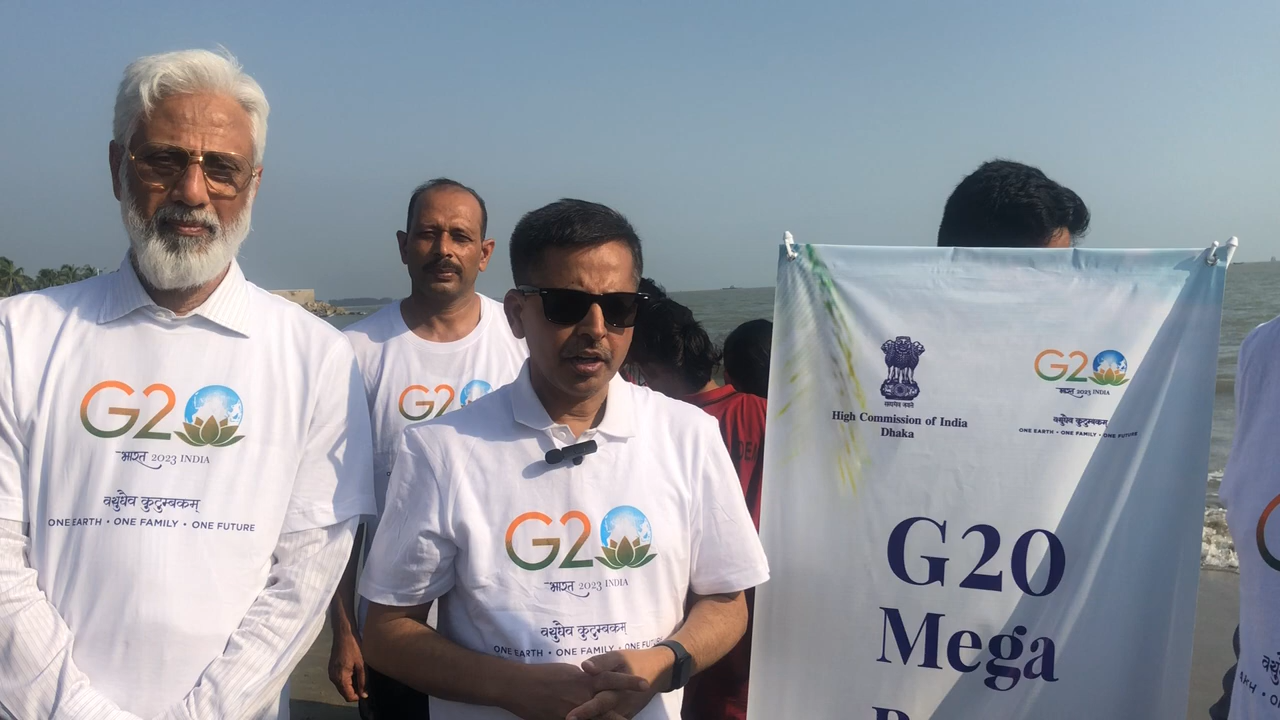 G20
भारत 2023 INDIA
वसुधैव कुटुम्बकम्
ONE EARTH • ONE FAMILY • ONE FUTURE
G20
G20
भारत 2023 INDIA
वसुधैव कुटुम्बकम्
ONE EARTH • ONE FAMILY • ONE FUTURE
सत्यमेव जयते
High Commission of India
Dhaka
G20
भारत 2023 INDIA
वसुधैव कुटुम्बकम्
ONE EARTH • ONE FAMILY • ONE FUTURE
G20
Mega